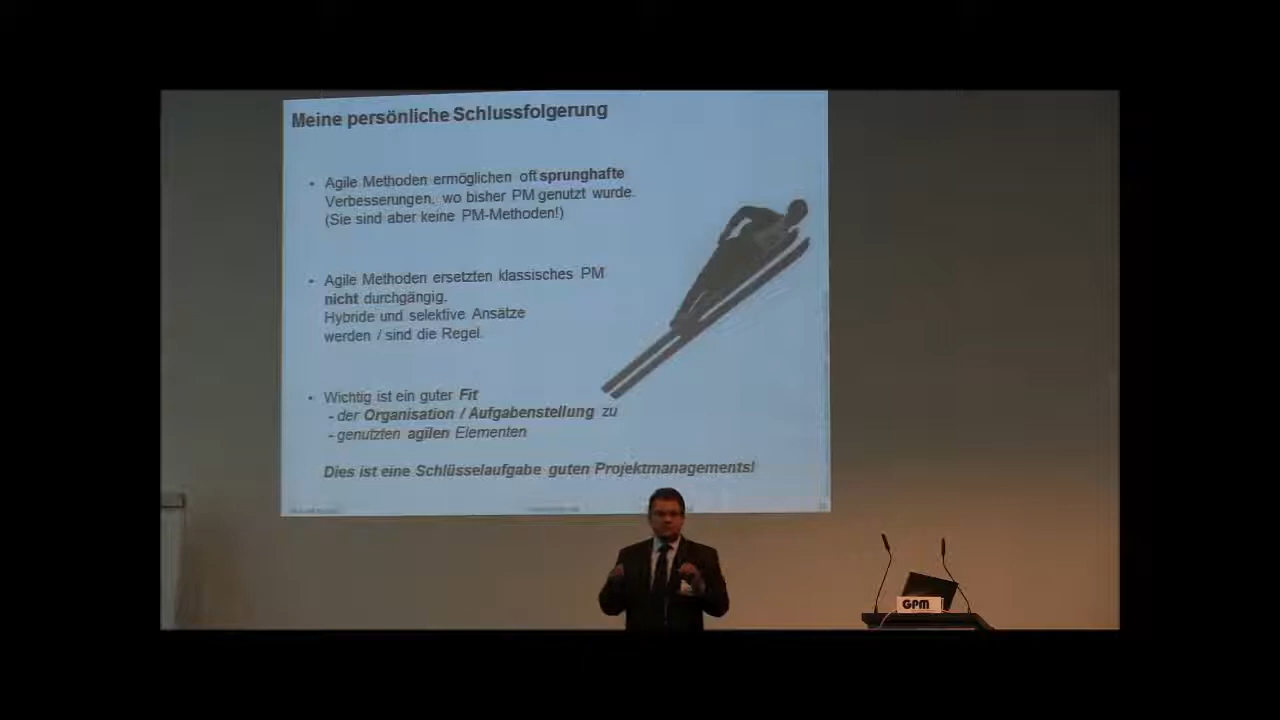 Meine persönliche Schlussfolgerung
• Agile Methoden ermöglichen oft sprunghafte
Verbesserungen, wo bisher PM genutzt wurde.
(Sie sind aber keine PM-Methoden!)
• Agile Methoden ersetzten klassisches PM
nicht durchgängig.
Hybride und selektive Ansätze
werden / sind die Regel.
• Wichtig ist ein guter Fit
- der Organisation / Aufgabenstellung zu
- genutzten agilen Elementen
Dies ist eine Schlüsselaufgabe guten Projektmanagements!
GPM